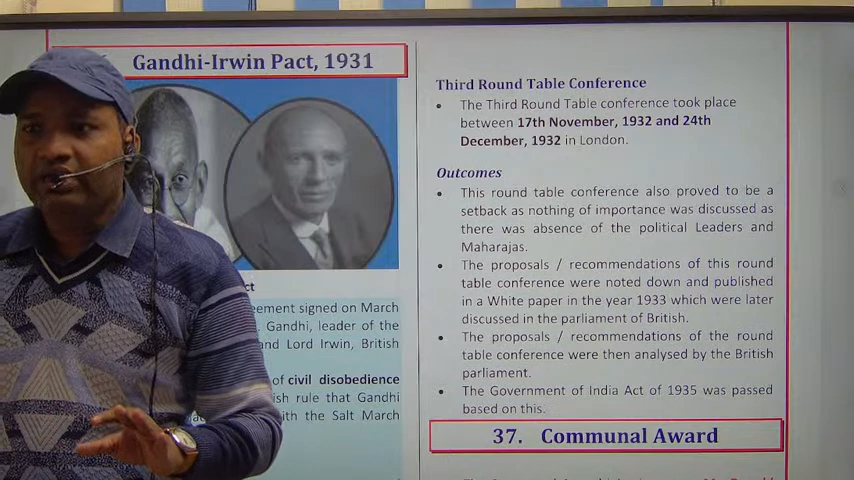 Gandhi-Irwin Pact, 1931
ct
eement signed on March
Gandhi, leader of the
and Lord Irwin, British
of civil disobedience
ish rule that Gandhi
with the Salt March
Third Round Table Conference
• The Third Round Table conference took place
between 17th November, 1932 and 24th
December, 1932 in London.
Outcomes
• This round table conference also proved to be a
setback as nothing of importance was discussed as
there was absence of the political Leaders and
Maharajas.
• The proposals / recommendations of this round
table conference were noted down and published
in a White paper in the year 1933 which were later
discussed in the parliament of British.
• The proposals / recommendations of the round
table conference were then analysed by the British
parliament.
• The Government of India Act of 1935 was passed
based on this.
37. Communal Award